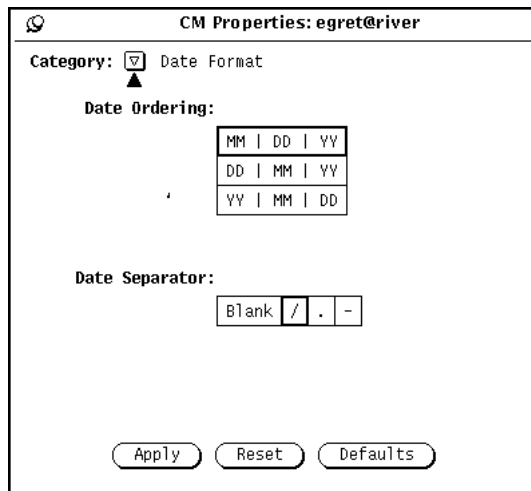 CM Properties: egret@river
Category: Date Format
Date Ordering:
MM | DD | YY
DD | MM | YY
YY | MM | DD
Date Separator:
Blank / . -
Apply Reset Defaults